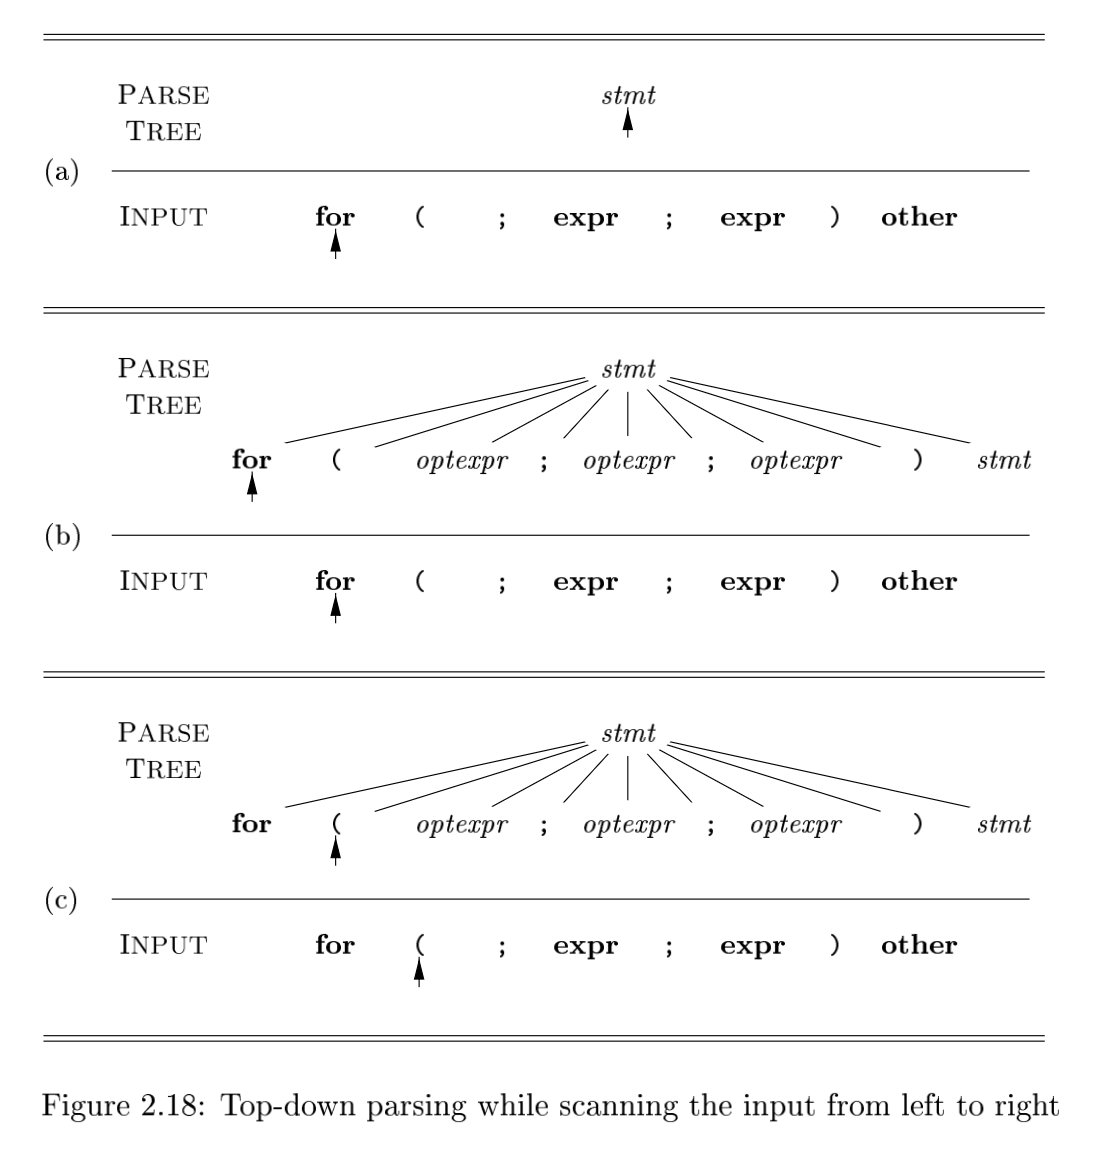 PARSE stmt
TREE
(a)
INPUT for ( ; expr ; expr ) other
PARSE stmt
TREE
for ( optexpr ; optexpr ; optexpr ) stmt
(b)
INPUT for ( ; expr ; expr ) other
PARSE stmt
TREE
for ( optexpr ; optexpr ; optexpr ) stmt
(c)
INPUT for ( ; expr ; expr ) other
Figure 2.18: Top-down parsing while scanning the input from left to right